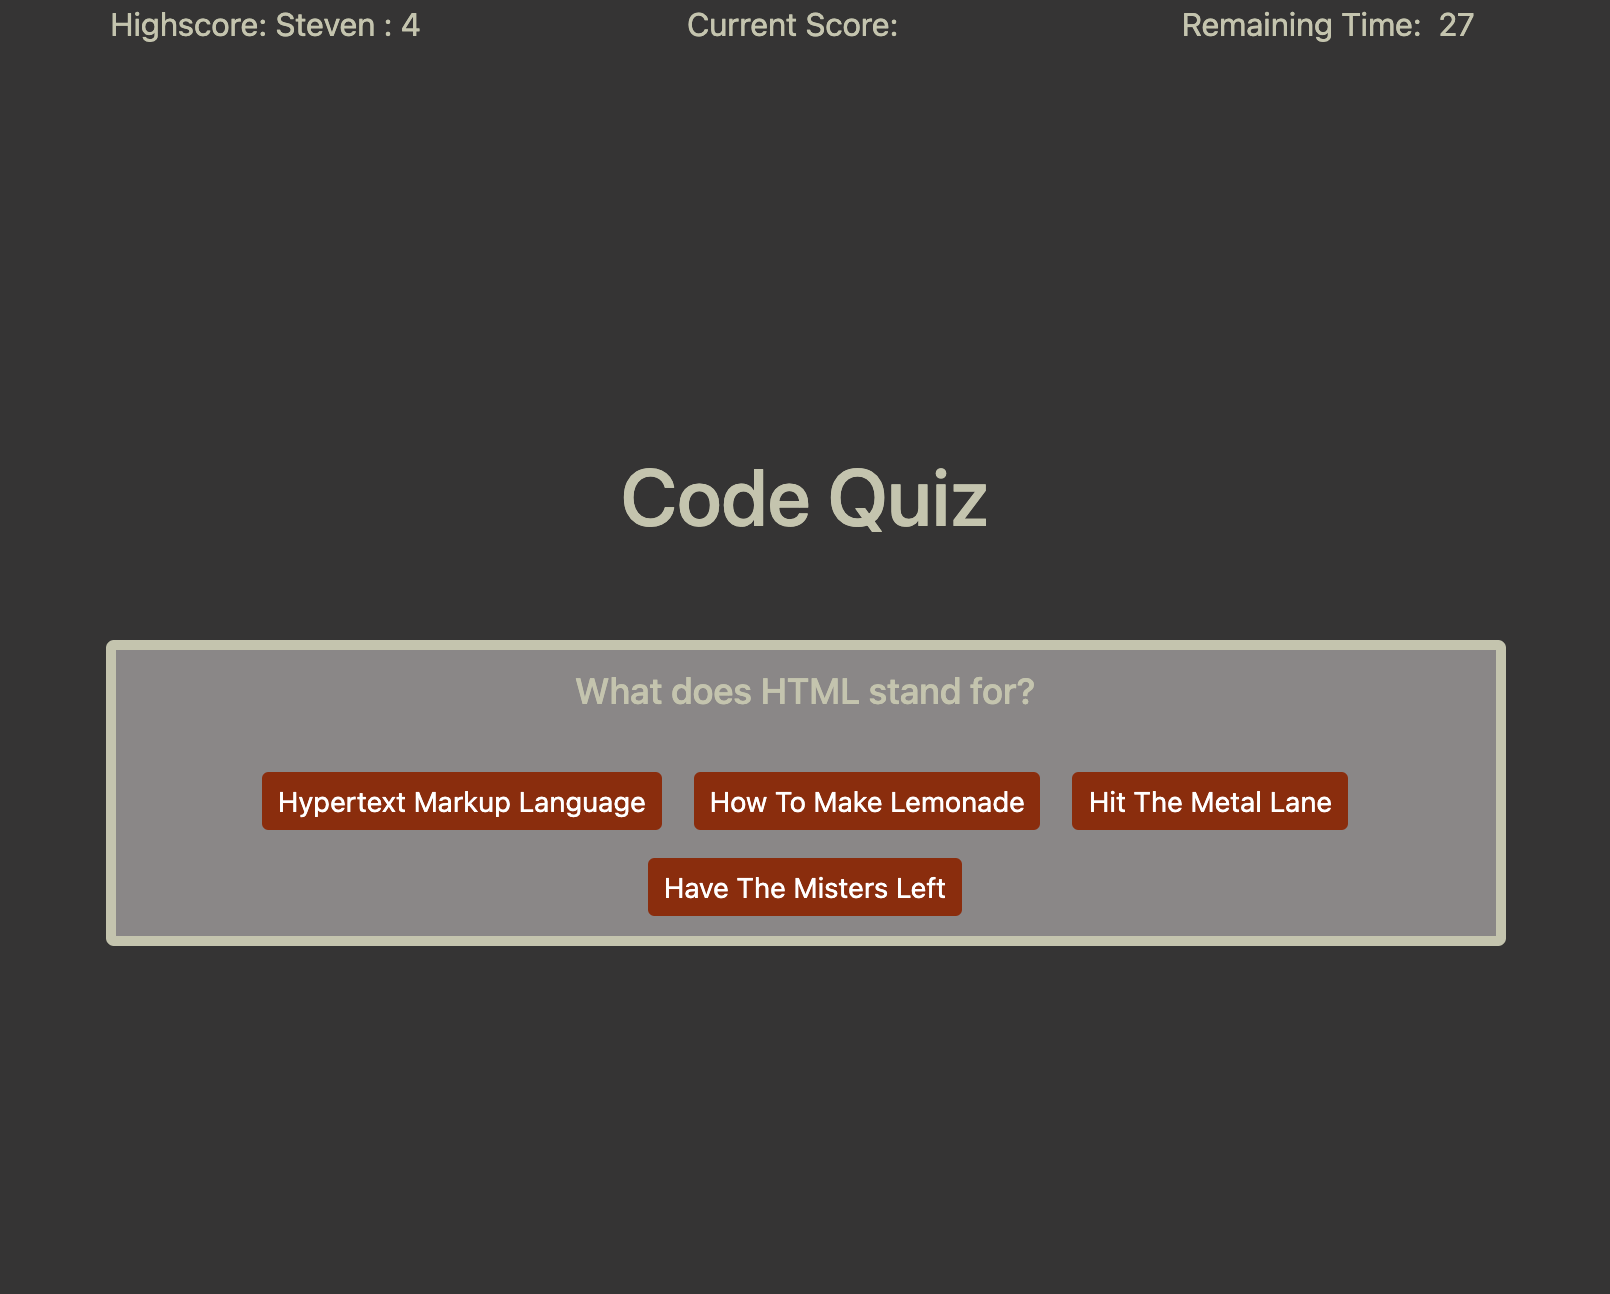 Highscore: Steven : 4 Current Score: Remaining Time: 27
Code Quiz
What does HTML stand for?
Hypertext Markup Language How To Make Lemonade Hit The Metal Lane
Have The Misters Left